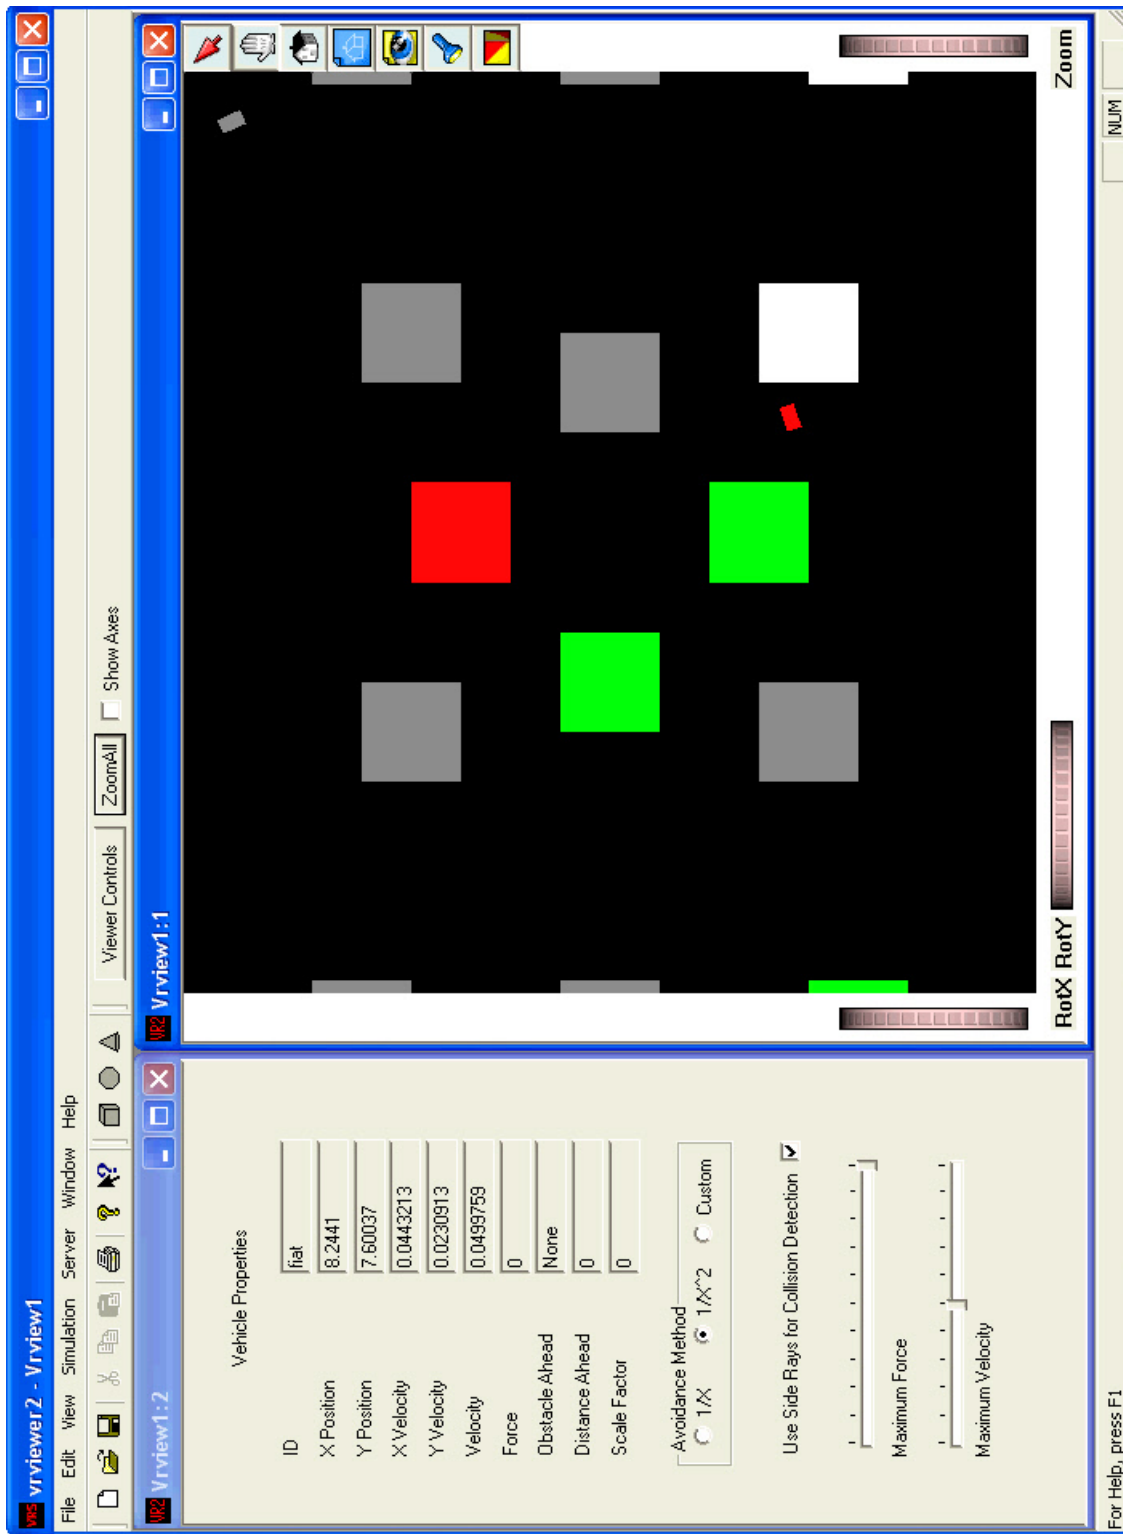 vrviewer2 - Vrview1
File Edit View Simulation Server Window Help
Viewer Controls ZoomAll Show Axes
Vrview1:2
Vehicle Properties
ID fiat
X Position 8.2441
Y Position 7.60037
X Velocity 0.0443213
Y Velocity 0.0230913
Velocity 0.0499759
Force 0
Obstacle Ahead None
Distance Ahead 0
Scale Factor 0
Avoidance Method
1/X 1/X^2 Custom
Use Side Rays for Collision Detection
Maximum Force
Maximum Velocity
Vrview1:1
RotX RotY Zoom
For Help, press F1 NUM